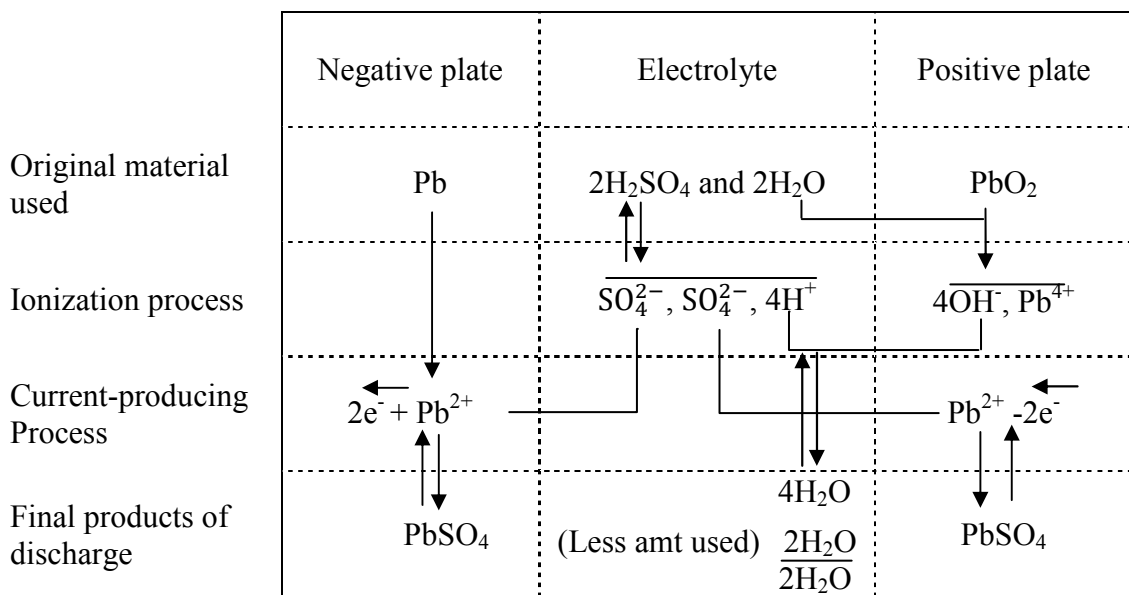 Negative plate Electrolyte Positive plate
Original material used Pb 2H₂SO₄ and 2H₂O PbO₂
Ionization process SO₄²⁻, SO₄²⁻, 4H⁺ 4OH⁻, Pb⁴⁺
Current-producing Process 2e⁻ + Pb²⁺ Pb²⁺ -2e⁻
4H₂O
Final products of discharge PbSO₄ (Less amt used) 2H₂O PbSO₄
2H₂O